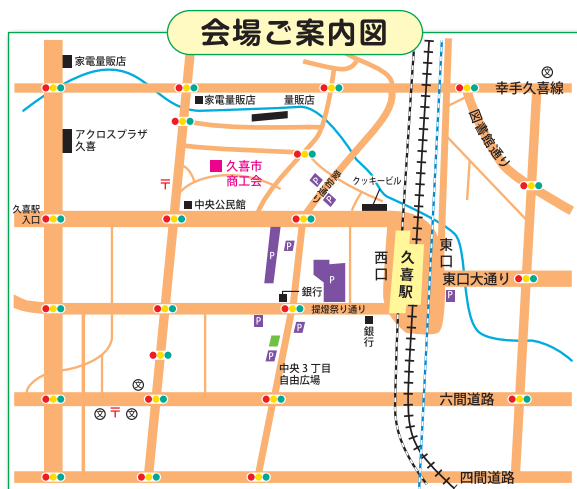 会場ご案内図
家電量販店
幸手久喜線
家電量販店
量販店
図書館通り
アクロスプラザ
久喜
久喜市
商工会
クッキービル
P
P
中央公民館
久喜駅
入口
P
P
西口
久喜駅
東口
東口大通り
P
P
銀行
提燈祭り通り
銀行
P
P
P
中央3丁目
自由広場
六間道路
四間道路